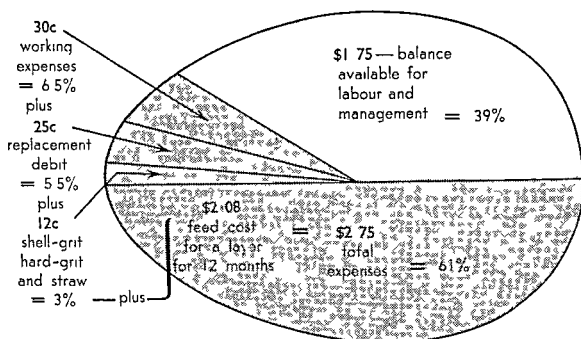 30c
working
expenses
= 6 5%
plus
25c
replacement
debit
= 5 5%
plus
12c
shell-grit
hard-grit
and straw
= 3% — plus
$2·08
feed cost
for a layer
for 12 months
=
$2 75
total
expenses
= 61%
$1 75 — balance
available for
labour and
management = 39%